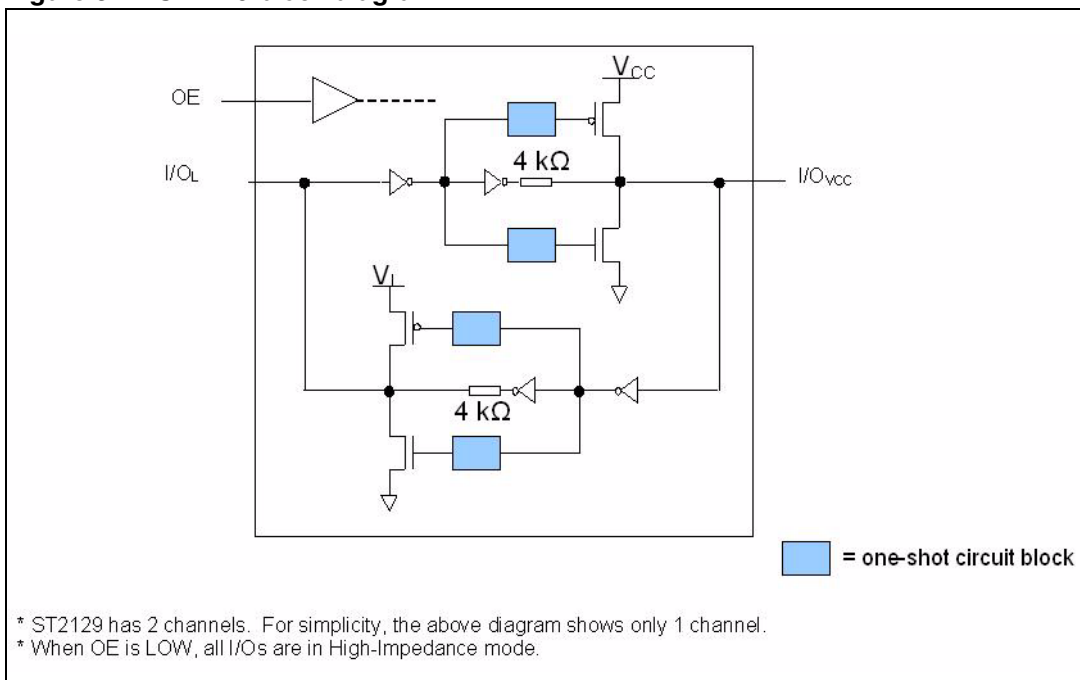 VCC
OE
4 kΩ
I/OL
I/OVCC
4 kΩ
= one-shot circuit block
* ST2129 has 2 channels. For simplicity, the above diagram shows only 1 channel.
* When OE is LOW, all I/Os are in High-Impedance mode.